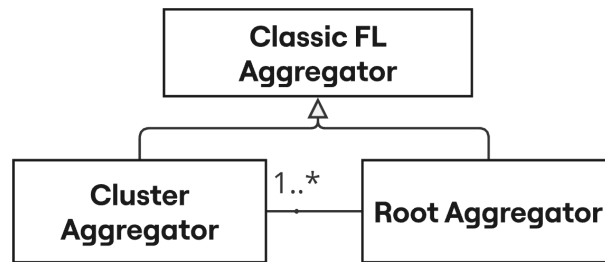 Classic FL
Aggregator
Cluster
Aggregator
1..*
Root Aggregator